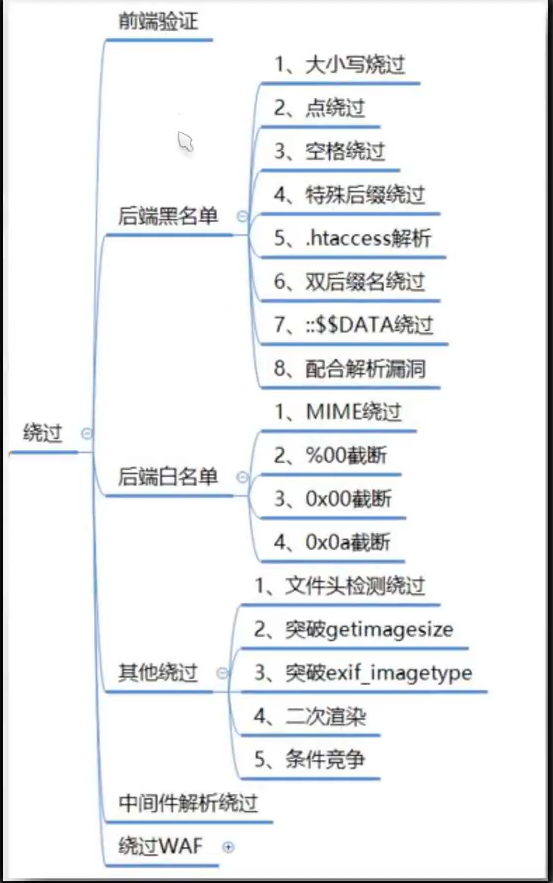 前端验证
1、大小写烧过
2、点绕过
3、空格绕过
后端黑名单
4、特殊后缀绕过
5、.htaccess解析
6、双后缀名绕过
7、::$$DATA绕过
8、配合解析漏洞
绕过
1、MIME绕过
后端白名单
2、%00截断
3、0x00截断
4、0x0a截断
1、文件头检测绕过
2、突破getimagesize
其他绕过
3、突破exif_imagetype
4、二次渲染
5、条件竞争
中间件解析绕过
绕过WAF